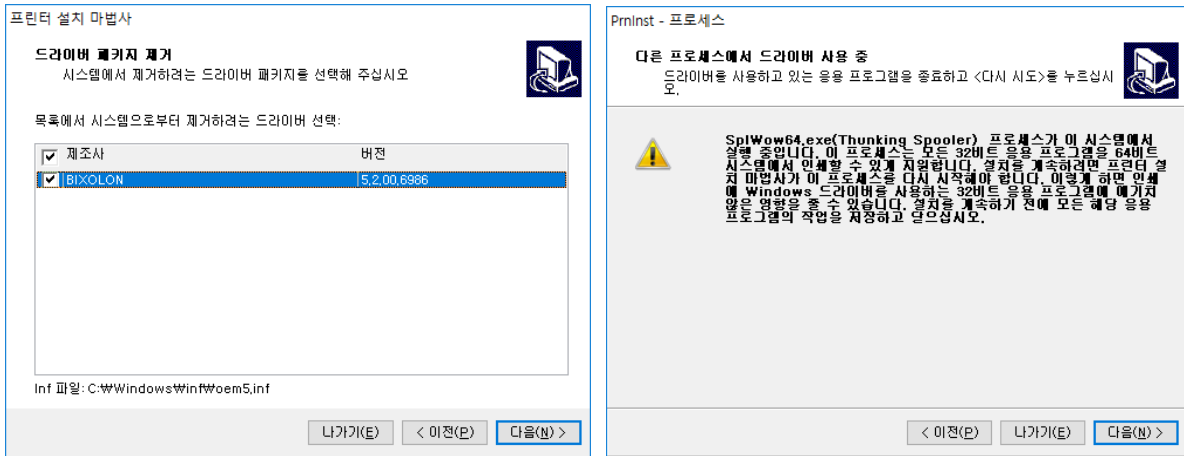 프린터 설치 마법사
드라이버 패키지 제거
시스템에서 제거하려는 드라이버 패키지를 선택해 주십시오
목록에서 시스템으로부터 제거하려는 드라이버 선택:
제조사 버전
BIXOLON 5,2,00,6986
Inf 파일: C:₩Windows₩inf₩oem5,inf
나가기(E) < 이전(P) 다음(N) >
PrnInst - 프로세스
다른 프로세스에서 드라이버 사용 중
드라이버를 사용하고 있는 응용 프로그램을 종료하고 <다시 시도>를 누르십시
오.
SplWow64,exe(Thunking Spooler) 프로세스가 이 시스템에서
실행 중입니다. 이 프로세스는 모든 32비트 응용 프로그램을 64비트
시스템에서 인쇄할 수 있게 지원합니다. 설치를 계속하려면 프린터 설
치 마법사가 이 프로세스를 다시 시작해야 합니다. 이렇게 하면 인쇄
에 Windows 드라이버를 사용하는 32비트 응용 프로그램에 예기치
않은 영향을 줄 수 있습니다. 설치를 계속하기 전에 모든 해당 응용
프로그램의 작업을 저장하고 닫으십시오.
< 이전(P) 나가기(E) 다음(N) >